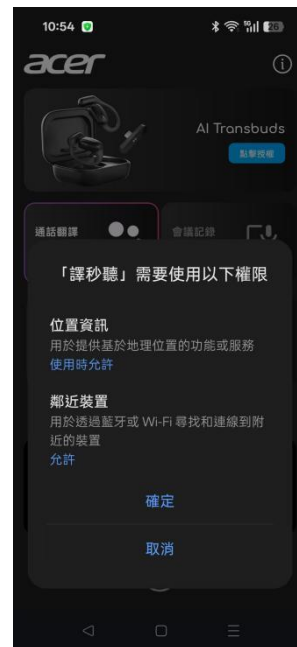 10:54
5G
26
acer
AI Transbuds
點擊授權
通話翻譯
會議記錄
「譯秒聽」需要使用以下權限
位置資訊
用於提供基於地理位置的功能或服務
使用時允許
鄰近裝置
用於透過藍牙或 Wi-Fi 尋找和連線到附
近的裝置
允許
確定
取消